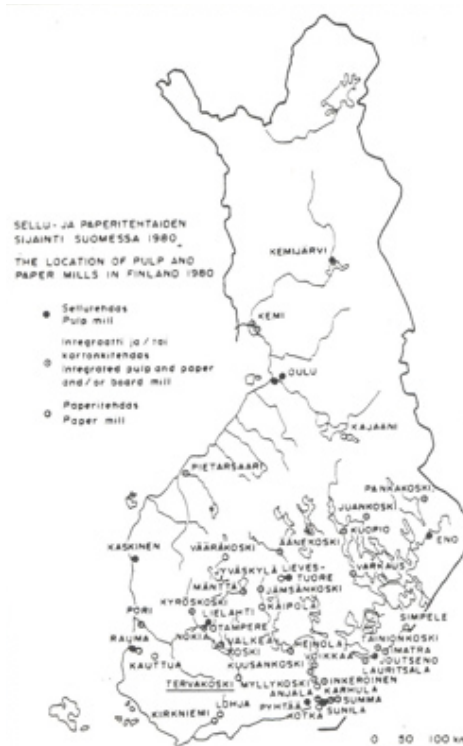 SELLU- JA PAPERITEHTAIDEN
SIJAINTI SUOMESSA 1980
THE LOCATION OF PULP AND
PAPER MILLS IN FINLAND 1980
Sellutehdas
Pulp mill
Integraatti ja/tai
kartonkitehdas
Integrated pulp and paper
and/or board mill
Paperitehdas
Paper mill
KEMIJÄRVI
KEMI
OULU
KAJAANI
PIETARSAARI
PANKAKOSKI
JUANKOSKI
KUOPIO
ENO
VÄÄRÄKOSKI
ÄÄNEKOSKI
KASKINEN
JYVÄSKYLÄ
LIEVES-
TUORE
VARKAUS
MÄNTTÄ
JÄMSÄNKOSKI
KYRÖSKOSKI
KAIPOLA
LIELAHTI
SIMPELE
PORI
TAMPERE
NOKIA
VALKEA
KOSKI
HEINOLA
TAINIONKOSKI
IMATRA
RAUMA
VOIKKAA
JOUTSENO
KAUTTUA
KUUSANKOSKI
LAURITSALA
TERVAKOSKI
MYLLYKOSKI
INKEROINEN
ANJALA
KARHULA
LOHJA
PYHTÄÄ
SUMMA
KIRKNIEMI
KOTKA
SUNILA
0 50 100 km